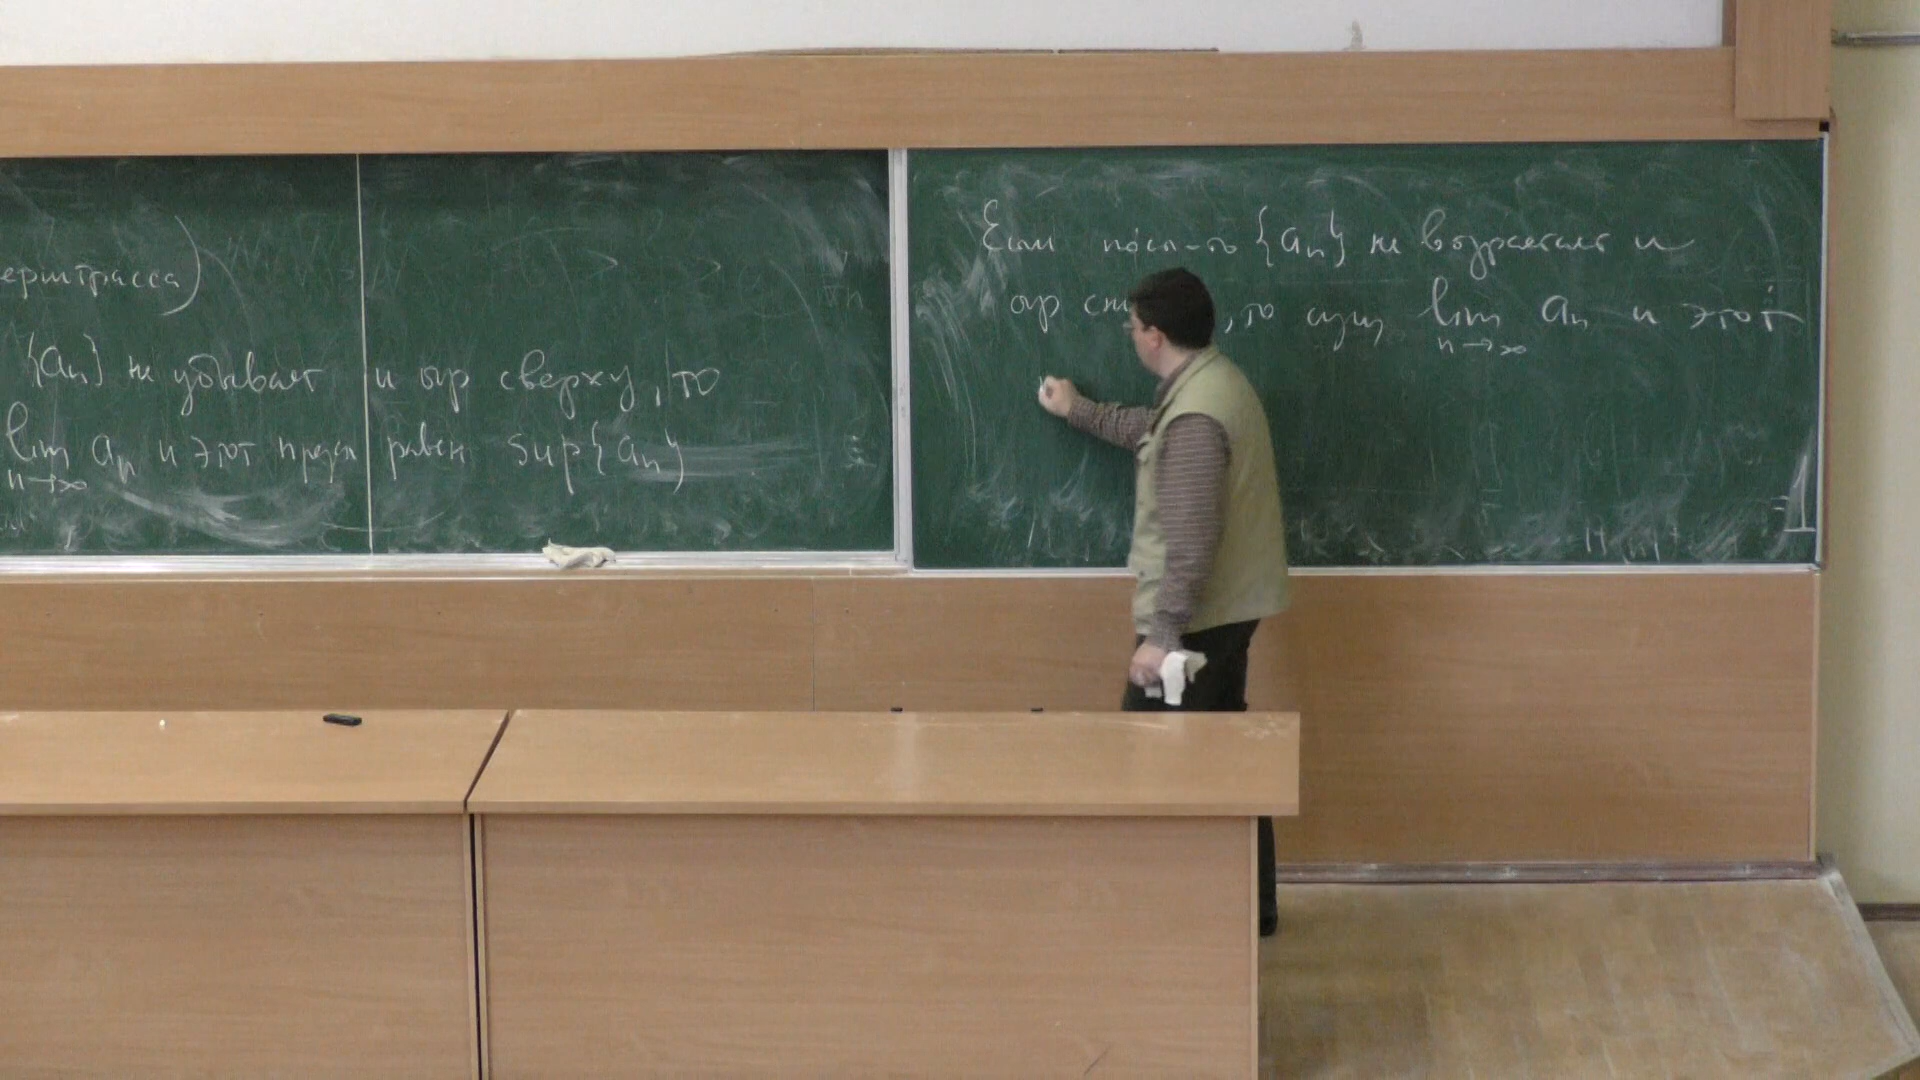 ерштрасса)
{an} не убывает и огр сверху, то
lim an и этот предел равен sup{an}
n→∞
Если посл-ть {an} не возрастает и
огр сни , то сущ lim an и этот
n→∞